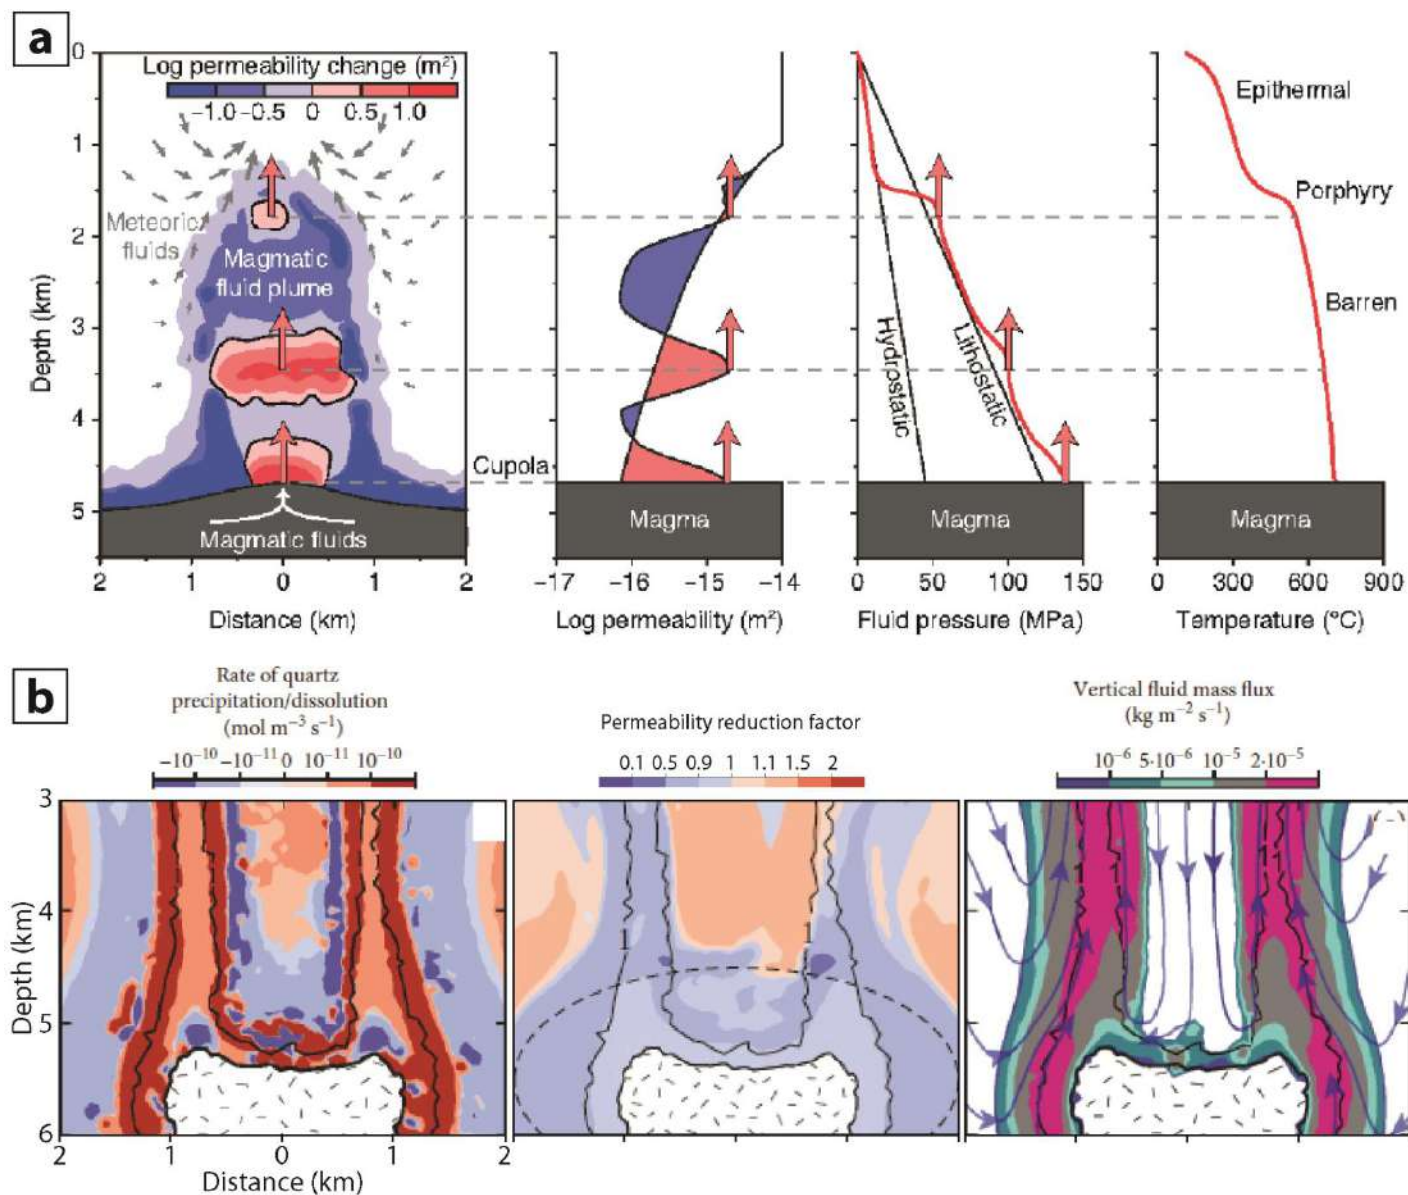 a
Log permeability change (m²)
−1.0 −0.5 0 0.5 1.0
Meteoric
fluids
Magmatic
fluid plume
Magmatic fluids
0
1
2
3
4
5
Depth (km)
2 1 0 1 2
Distance (km)
Cupola
Magma
−17 −16 −15 −14
Log permeability (m²)
Hydrostatic
Lithostatic
Magma
0 50 100 150
Fluid pressure (MPa)
Epithermal
Porphyry
Barren
Magma
0 300 600 900
Temperature (°C)
b
Rate of quartz
precipitation/dissolution
(mol m⁻³ s⁻¹)
−10⁻¹⁰ −10⁻¹¹ 0 10⁻¹¹ 10⁻¹⁰
Permeability reduction factor
0.1 0.5 0.9 1 1.1 1.5 2
Vertical fluid mass flux
(kg m⁻² s⁻¹)
10⁻⁶ 5·10⁻⁶ 10⁻⁵ 2·10⁻⁵
3
4
5
6
Depth (km)
2 1 0 1 2
Distance (km)
1
1